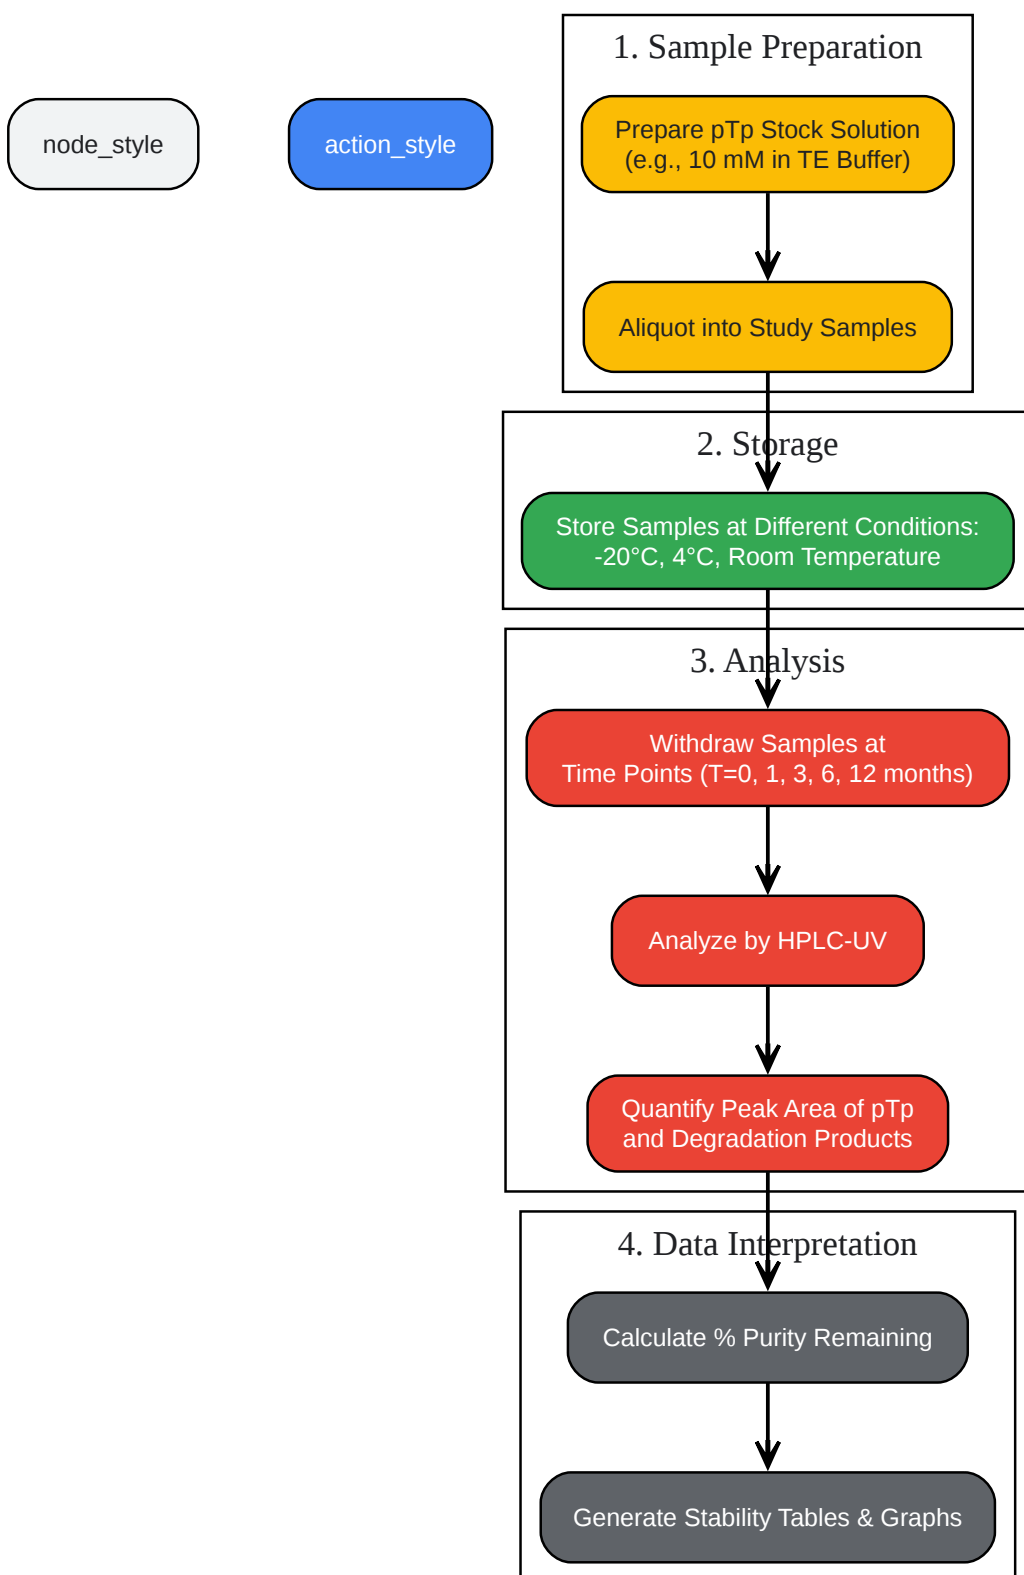 1. Sample Preparation
node_style
action_style
Prepare pTp Stock Solution
(e.g., 10 mM in TE Buffer)
Aliquot into Study Samples
2. Storage
Store Samples at Different Conditions:
-20°C, 4°C, Room Temperature
3. Analysis
Withdraw Samples at
Time Points (T=0, 1, 3, 6, 12 months)
Analyze by HPLC-UV
Quantify Peak Area of pTp
and Degradation Products
4. Data Interpretation
Calculate % Purity Remaining
Generate Stability Tables & Graphs